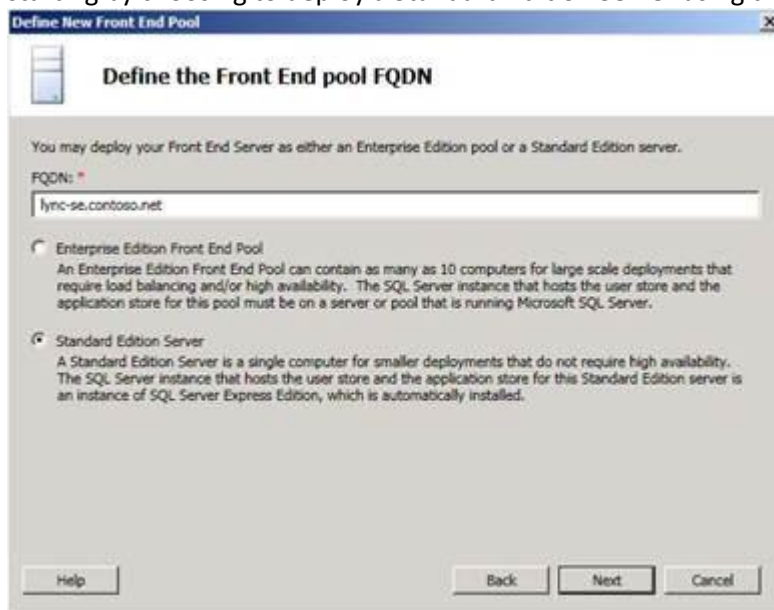 Define New Front End Pool
Define the Front End pool FQDN
You may deploy your Front End Server as either an Enterprise Edition pool or a Standard Edition server.
FQDN: *
lync-se.contoso.net
Enterprise Edition Front End Pool
An Enterprise Edition Front End Pool can contain as many as 10 computers for large scale deployments that
require load balancing and/or high availability. The SQL Server instance that hosts the user store and the
application store for this pool must be on a server or pool that is running Microsoft SQL Server.
Standard Edition Server
A Standard Edition Server is a single computer for smaller deployments that do not require high availability.
The SQL Server instance that hosts the user store and the application store for this Standard Edition server is
an instance of SQL Server Express Edition, which is automatically installed.
Help Back Next Cancel